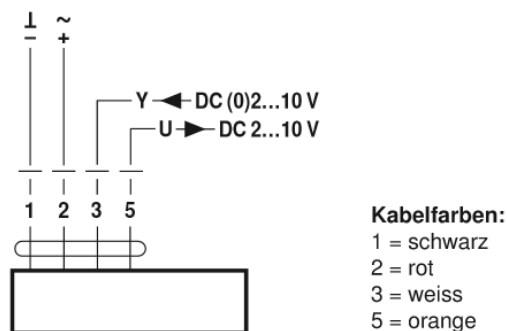 ⊥ ~
− +
Y DC (0)2...10 V
U DC 2...10 V
1 2 3 5
Kabelfarben:
1 = schwarz
2 = rot
3 = weiss
5 = orange